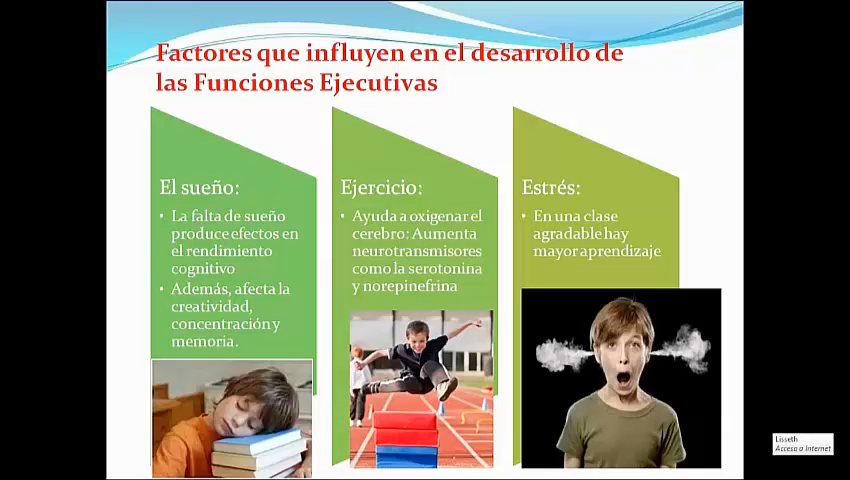 Factores que influyen en el desarrollo de
las Funciones Ejecutivas
El sueño:
• La falta de sueño
produce efectos en
el rendimiento
cognitivo
• Además, afecta la
creatividad,
concentración y
memoria.
Ejercicio:
• Ayuda a oxigenar el
cerebro: Aumenta
neurotransmisores
como la serotonina
y norepinefrina
Estrés:
• En una clase
agradable hay
mayor aprendizaje
Lisseth
Acceso a Internet